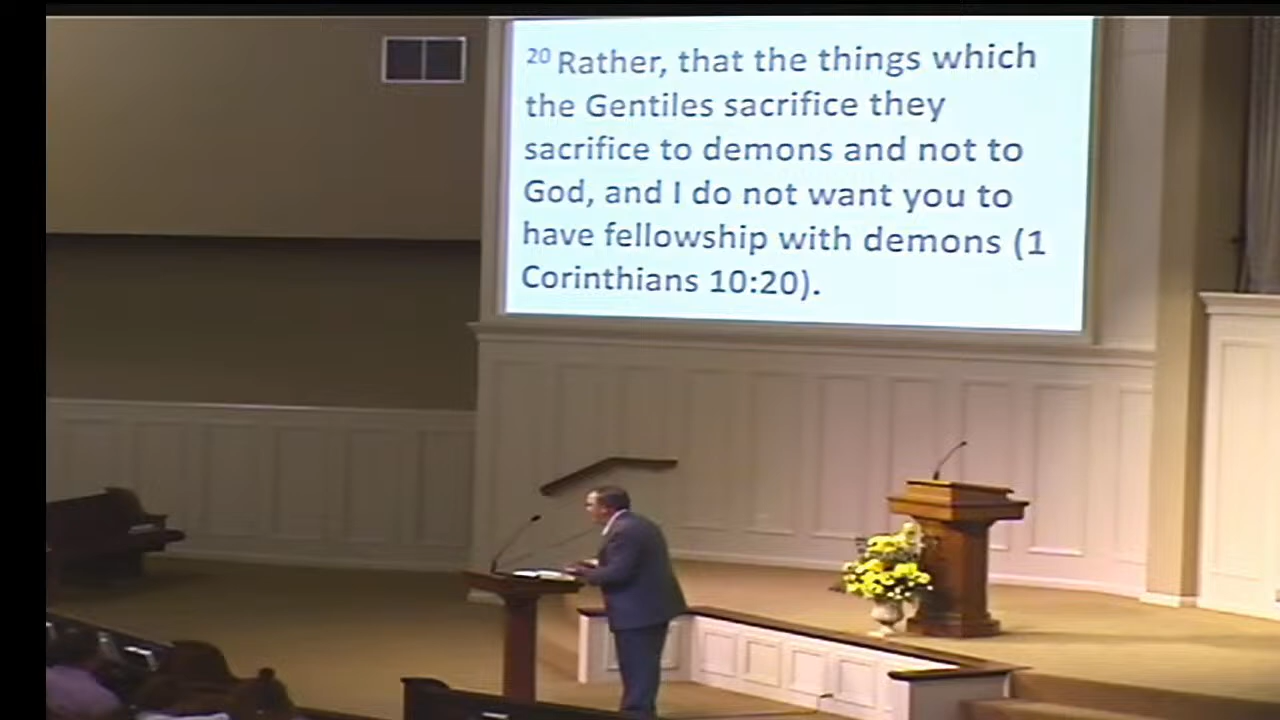 20 Rather, that the things which
the Gentiles sacrifice they
sacrifice to demons and not to
God, and I do not want you to
have fellowship with demons (1
Corinthians 10:20).